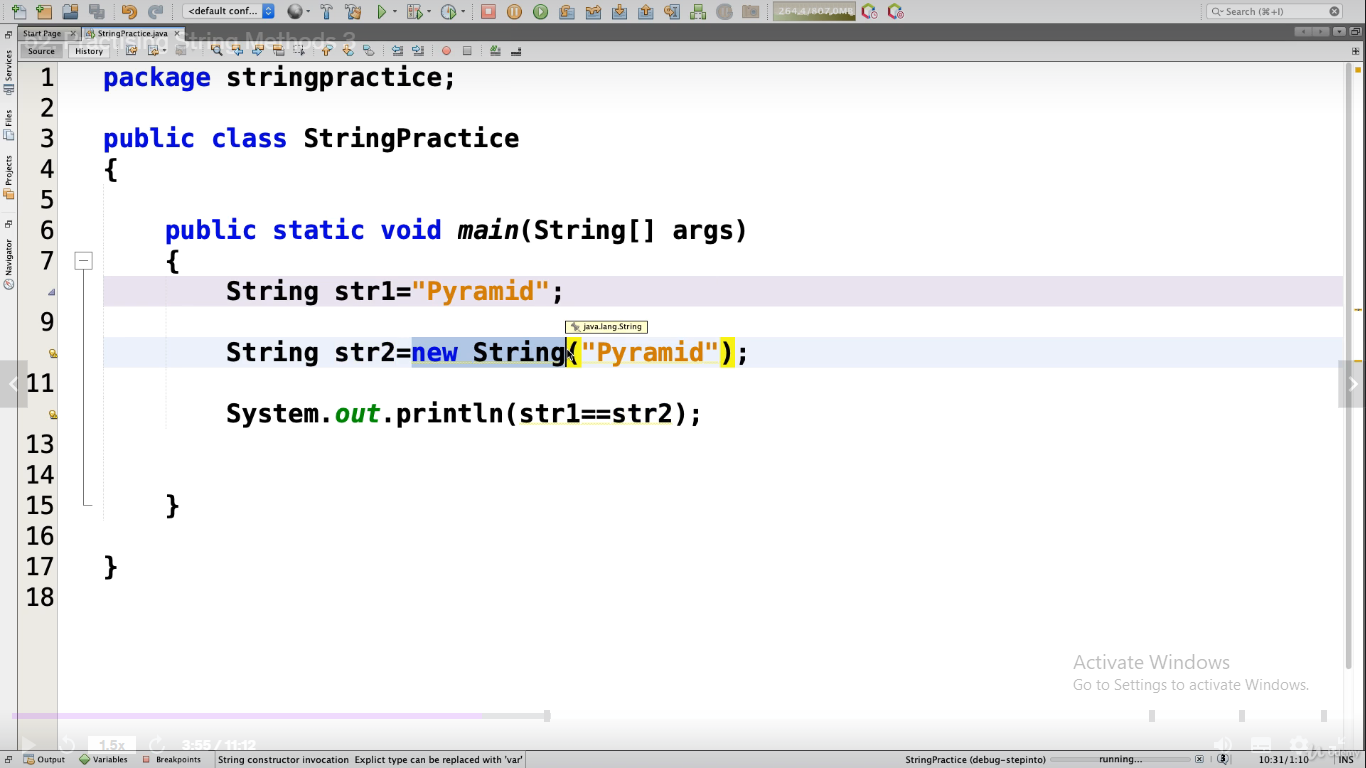 <default conf...
264.4/807.0MB
Search (⌘+I)
Start Page
StringPractice.java
62. Practising String Methods 3
Source
History
Services
Files
Projects
Navigator
1 package stringpractice;
2
3 public class StringPractice
4 {
5
6 public static void main(String[] args)
7 {
String str1="Pyramid";
9
java.lang.String
String str2=new String("Pyramid");
11
System.out.println(str1==str2);
13
14
15 }
16
17 }
18
Activate Windows
Go to Settings to activate Windows.
1.5x
3:55 / 11:12
Output
Variables
Breakpoints
String constructor invocation Explict type can be replaced with 'var'
StringPractice (debug-stepinto)
running...
10:31/1:10
INS